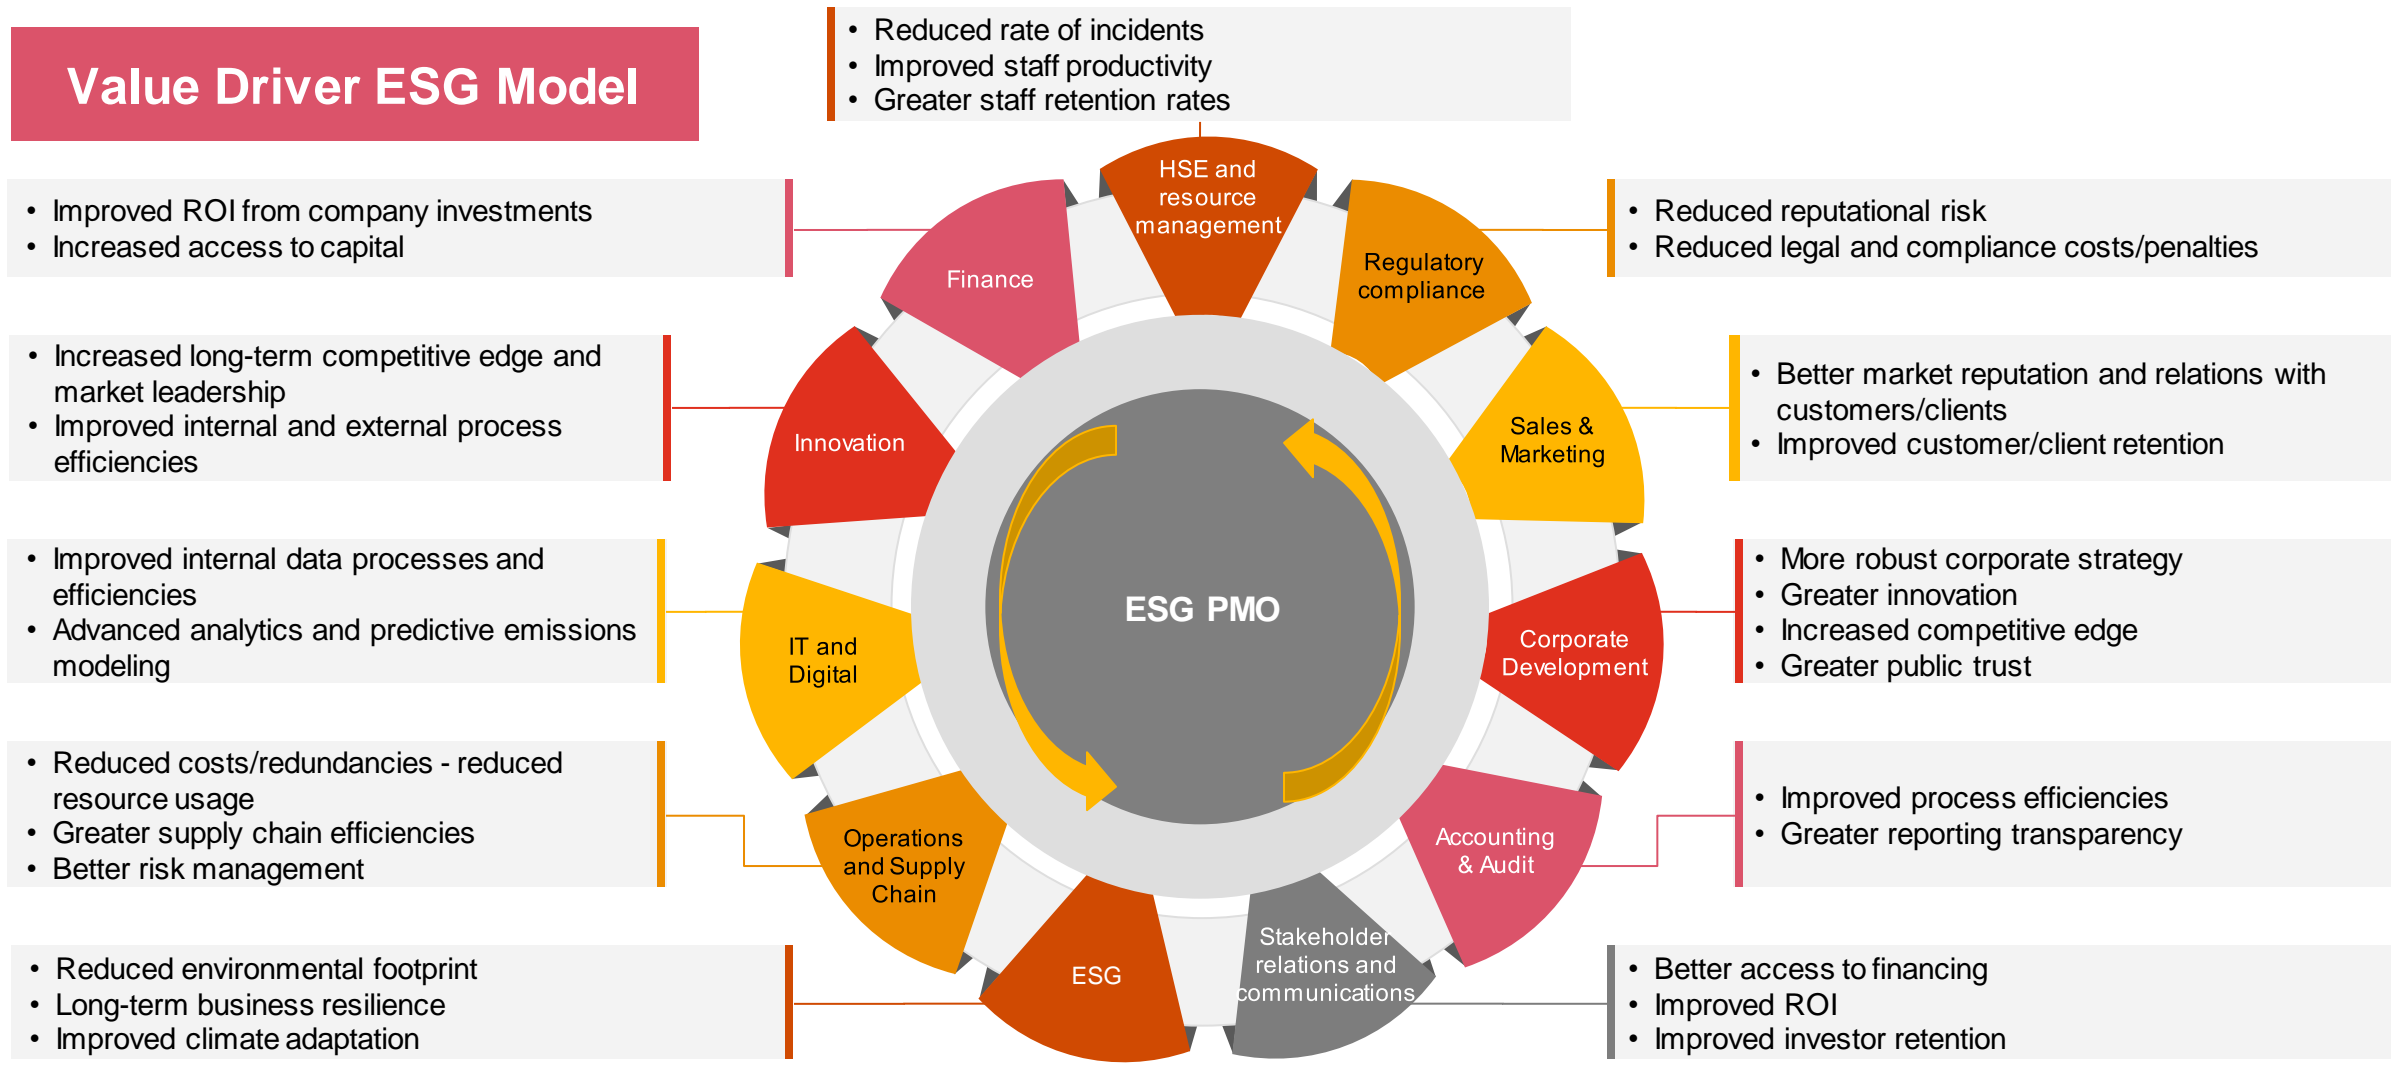 Value Driver ESG Model
• Reduced rate of incidents
• Improved staff productivity
• Greater staff retention rates
HSE and
resource
management
• Improved ROI from company investments
• Increased access to capital
Finance
Regulatory
compliance
• Reduced reputational risk
• Reduced legal and compliance costs/penalties
• Increased long-term competitive edge and
market leadership
• Improved internal and external process
efficiencies
Innovation
Sales &
Marketing
• Better market reputation and relations with
customers/clients
• Improved customer/client retention
• Improved internal data processes and
efficiencies
• Advanced analytics and predictive emissions
modeling
IT and
Digital
ESG PMO
Corporate
Development
• More robust corporate strategy
• Greater innovation
• Increased competitive edge
• Greater public trust
• Reduced costs/redundancies - reduced
resource usage
• Greater supply chain efficiencies
• Better risk management
Operations
and Supply
Chain
Accounting
& Audit
• Improved process efficiencies
• Greater reporting transparency
• Reduced environmental footprint
• Long-term business resilience
• Improved climate adaptation
ESG
Stakeholder
relations and
communications
• Better access to financing
• Improved ROI
• Improved investor retention